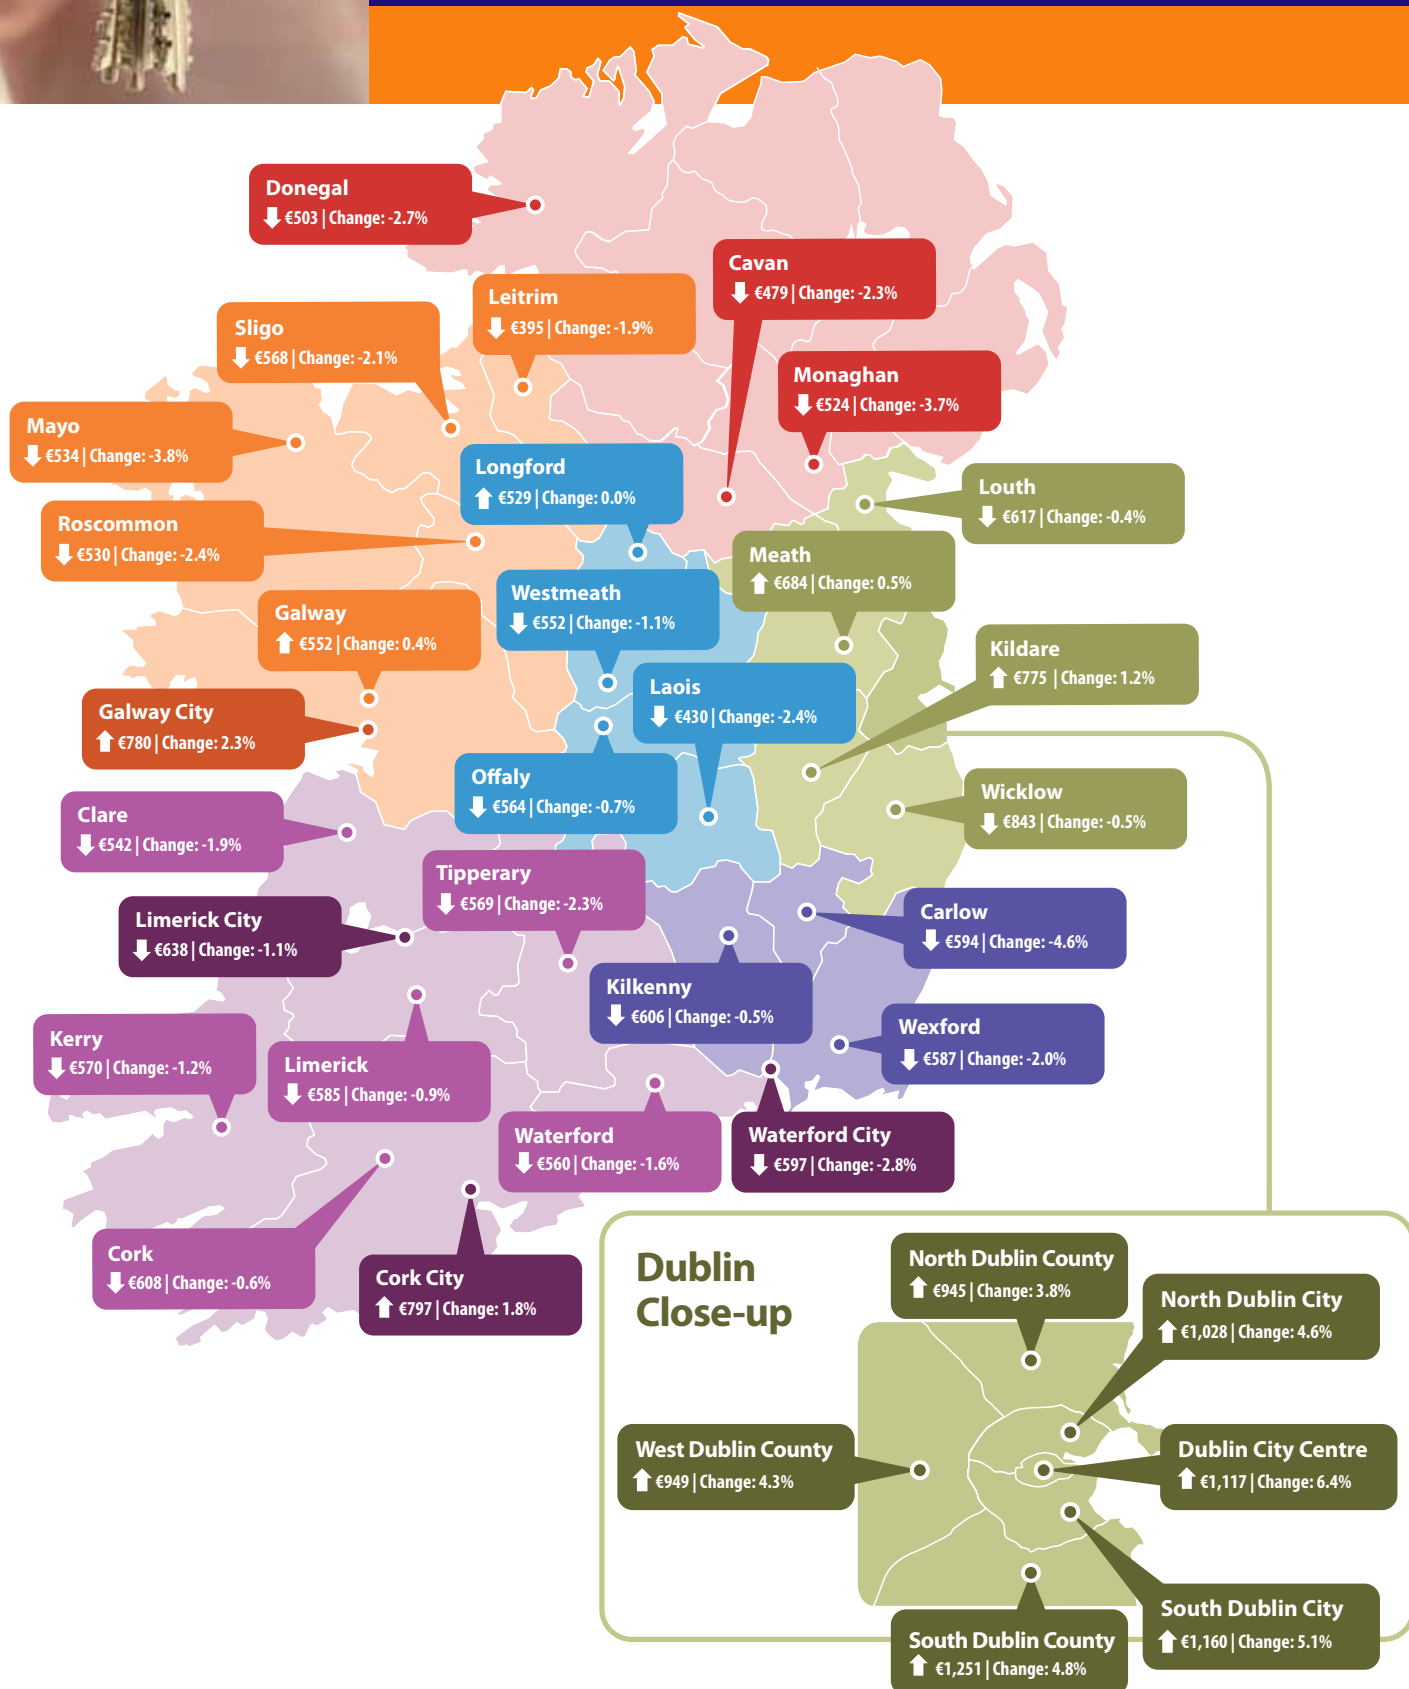 Donegal
€503 | Change: -2.7%
Cavan
€479 | Change: -2.3%
Leitrim
€395 | Change: -1.9%
Sligo
€568 | Change: -2.1%
Monaghan
€524 | Change: -3.7%
Mayo
€534 | Change: -3.8%
Longford
€529 | Change: 0.0%
Louth
€617 | Change: -0.4%
Roscommon
€530 | Change: -2.4%
Meath
€684 | Change: 0.5%
Westmeath
€552 | Change: -1.1%
Galway
€552 | Change: 0.4%
Kildare
€775 | Change: 1.2%
Laois
€430 | Change: -2.4%
Galway City
€780 | Change: 2.3%
Offaly
€564 | Change: -0.7%
Wicklow
€843 | Change: -0.5%
Clare
€542 | Change: -1.9%
Tipperary
€569 | Change: -2.3%
Limerick City
€638 | Change: -1.1%
Carlow
€594 | Change: -4.6%
Kilkenny
€606 | Change: -0.5%
Wexford
€587 | Change: -2.0%
Kerry
€570 | Change: -1.2%
Limerick
€585 | Change: -0.9%
Waterford
€560 | Change: -1.6%
Waterford City
€597 | Change: -2.8%
Cork
€608 | Change: -0.6%
Cork City
€797 | Change: 1.8%
Dublin
Close-up
North Dublin County
€945 | Change: 3.8%
North Dublin City
€1,028 | Change: 4.6%
West Dublin County
€949 | Change: 4.3%
Dublin City Centre
€1,117 | Change: 6.4%
South Dublin City
€1,160 | Change: 5.1%
South Dublin County
€1,251 | Change: 4.8%